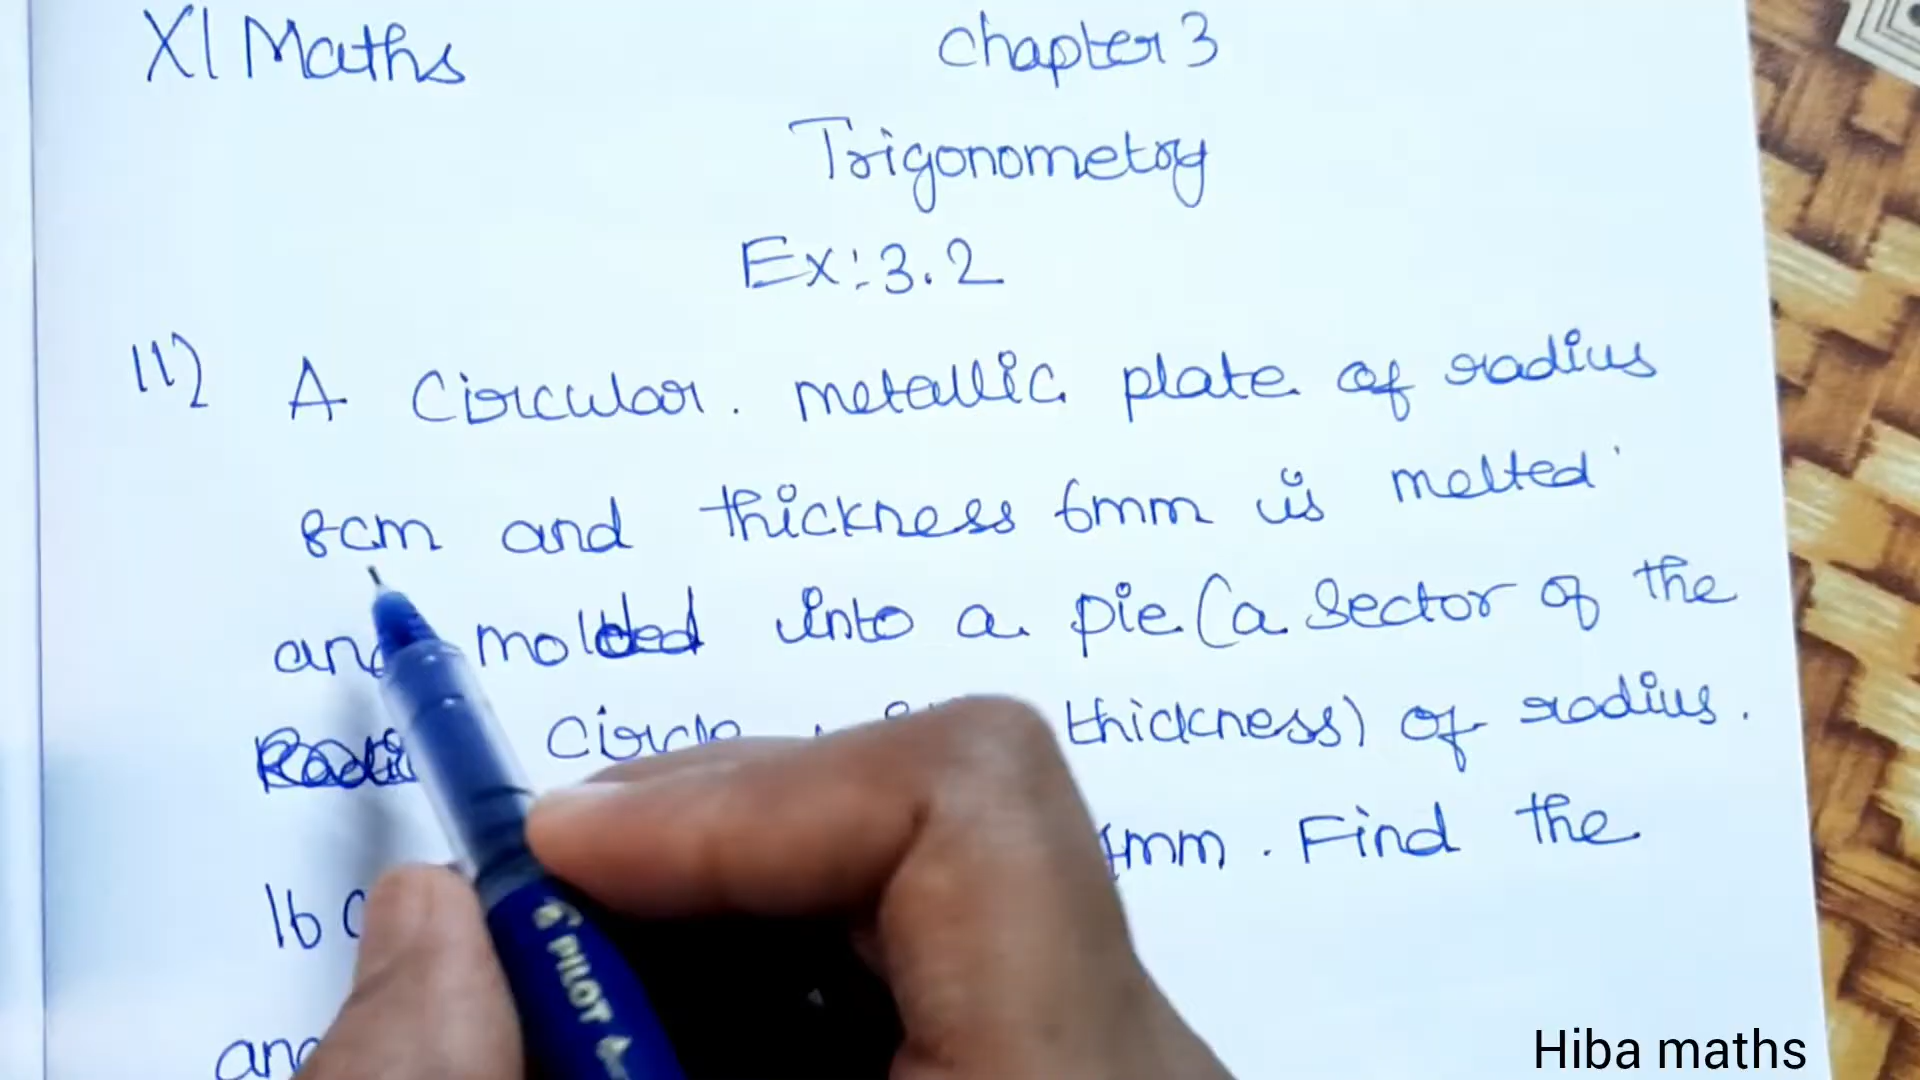 XI Maths
Chapter 3
Trigonometry
Ex:3.2
11) A Circular. metallic plate of radius
8cm and thickness 6mm is melted
and molded into a pie (a Sector of the
Circle thickness) of radius.
16 mm. Find the
PILOT
Hiba maths